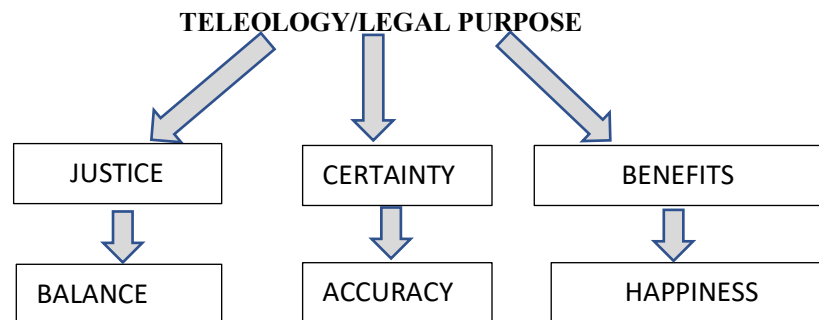 TELEOLOGY/LEGAL PURPOSE
JUSTICE
CERTAINTY
BENEFITS
BALANCE
ACCURACY
HAPPINESS